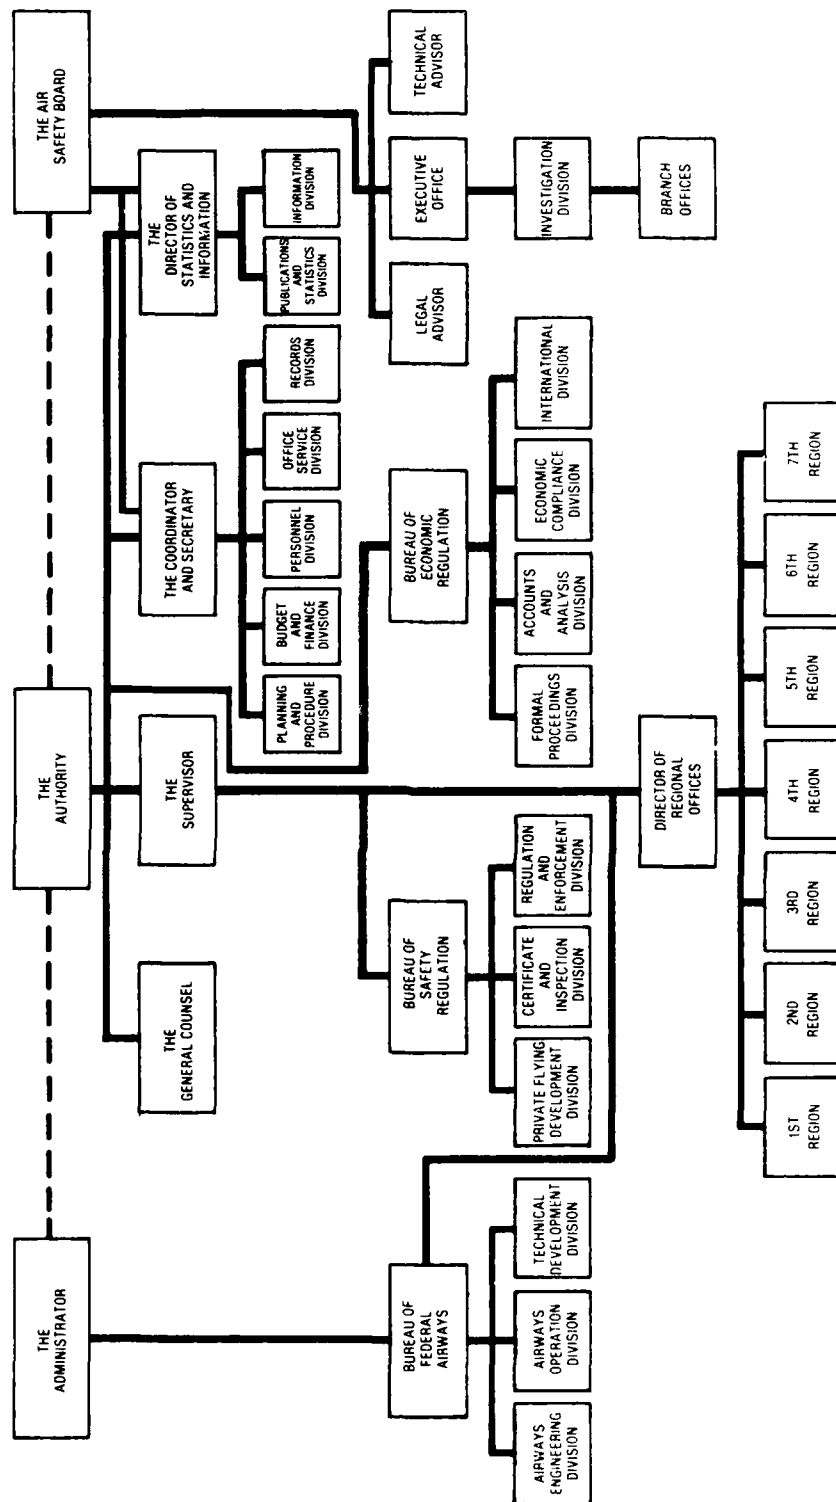 THE
ADMINISTRATOR
THE
AUTHORITY
THE AIR
SAFETY BOARD
THE
GENERAL COUNSEL
THE
SUPERVISOR
THE COORDINATOR
AND SECRETARY
THE
DIRECTOR OF
STATISTICS AND
INFORMATION
PLANNING
AND
PROCEDURE
DIVISION
BUDGET
AND
FINANCE
DIVISION
PERSONNEL
DIVISION
OFFICE
SERVICE
DIVISION
RECORDS
DIVISION
PUBLICATIONS
AND
STATISTICS
DIVISION
INFORMATION
DIVISION
BUREAU OF
FEDERAL
AIRWAYS
BUREAU OF
SAFETY
REGULATION
BUREAU OF
ECONOMIC
REGULATION
LEGAL
ADVISOR
EXECUTIVE
OFFICE
TECHNICAL
ADVISOR
AIRWAYS
ENGINEERING
DIVISION
AIRWAYS
OPERATION
DIVISION
TECHNICAL
DEVELOPMENT
DIVISION
PRIVATE FLYING
DEVELOPMENT
DIVISION
CERTIFICATE
AND
INSPECTION
DIVISION
REGULATION
AND
ENFORCEMENT
DIVISION
FORMAL
PROCEEDINGS
DIVISION
ACCOUNTS
AND
ANALYSIS
DIVISION
ECONOMIC
COMPLIANCE
DIVISION
INTERNATIONAL
DIVISION
INVESTIGATION
DIVISION
DIRECTOR OF
REGIONAL
OFFICES
BRANCH
OFFICES
1ST
REGION
2ND
REGION
3RD
REGION
4TH
REGION
5TH
REGION
6TH
REGION
7TH
REGION